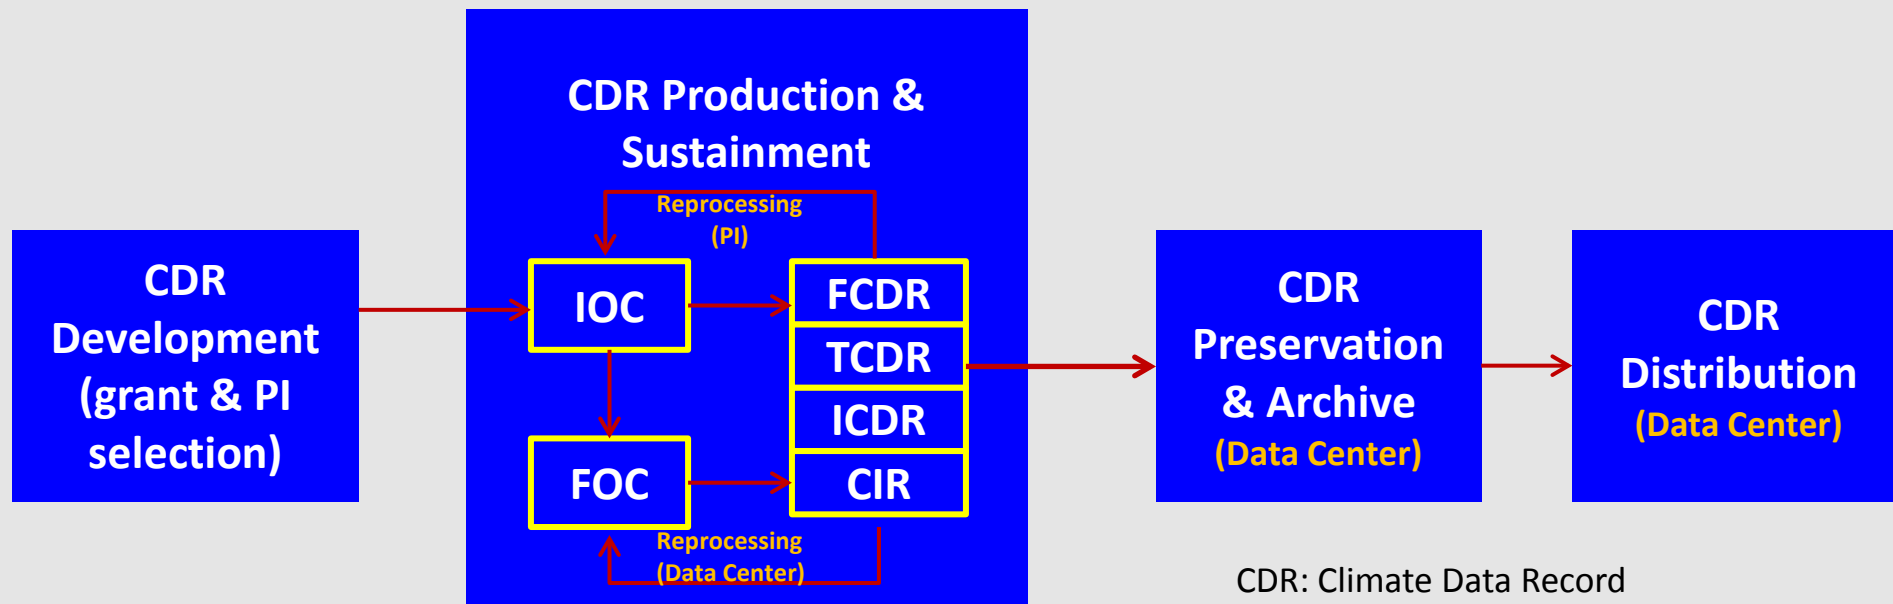 CDR
Development
(grant & PI
selection)
CDR Production &
Sustainment
Reprocessing
(PI)
IOC
FOC
FCDR
TCDR
ICDR
CIR
Reprocessing
(Data Center)
CDR
Preservation
& Archive
(Data Center)
CDR
Distribution
(Data Center)
CDR: Climate Data Record